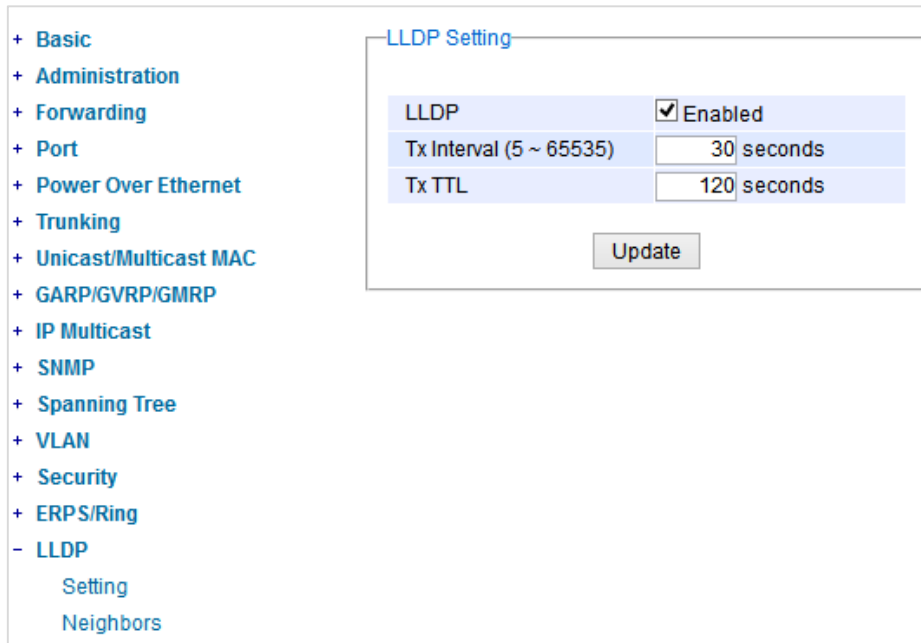 + Basic
+ Administration
+ Forwarding
+ Port
+ Power Over Ethernet
+ Trunking
+ Unicast/Multicast MAC
+ GARP/GVRP/GMRP
+ IP Multicast
+ SNMP
+ Spanning Tree
+ VLAN
+ Security
+ ERPS/Ring
- LLDP
Setting
Neighbors
LLDP Setting
LLDP Enabled
Tx Interval (5 ~ 65535) 30 seconds
Tx TTL 120 seconds
Update